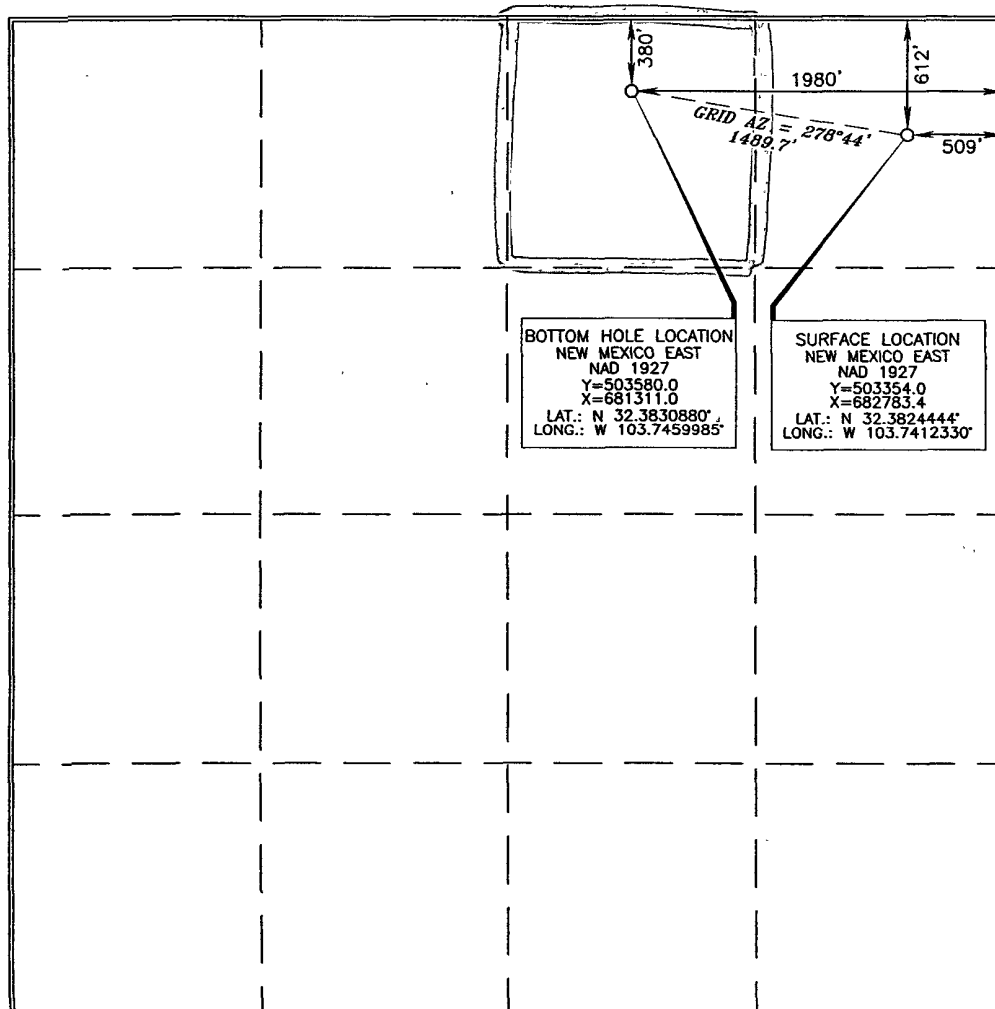 380'
612'
1980'
GRID AZ = 278°44'
1489.7'
509'
BOTTOM HOLE LOCATION
NEW MEXICO EAST
NAD 1927
Y=503580.0
X=681311.0
LAT.: N 32.3830880°
LONG.: W 103.7459985°
SURFACE LOCATION
NEW MEXICO EAST
NAD 1927
Y=503354.0
X=682783.4
LAT.: N 32.3824444°
LONG.: W 103.7412330°